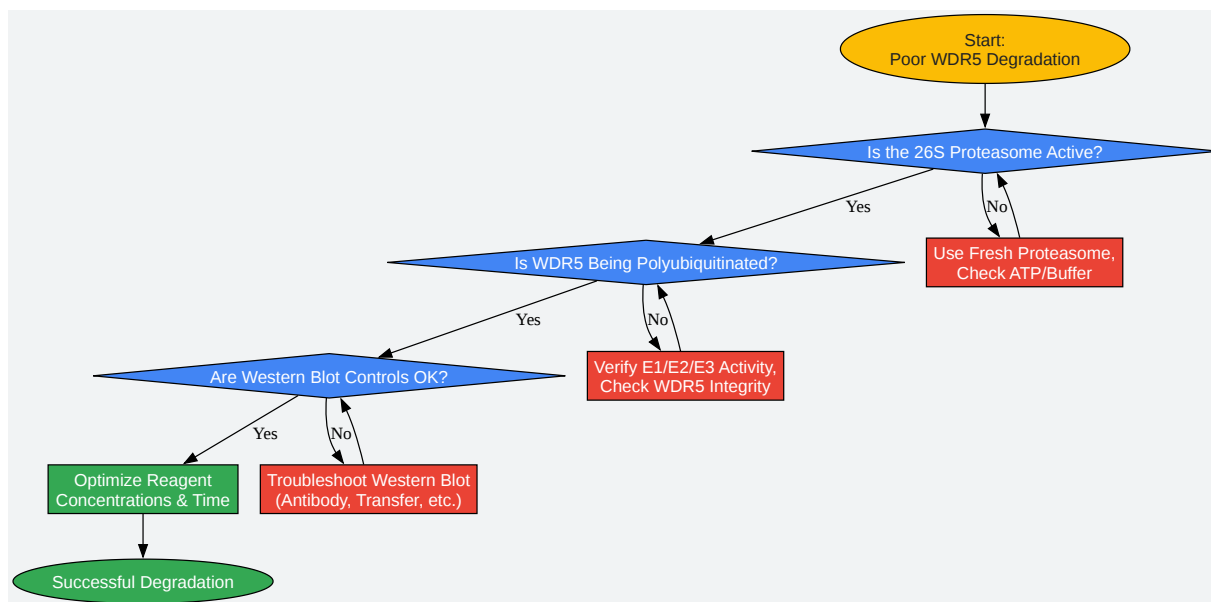 Start:
Poor WDR5 Degradation
Is the 26S Proteasome Active?
Yes
No
Use Fresh Proteasome,
Check ATP/Buffer
Is WDR5 Being Polyubiquitinated?
Yes
No
Verify E1/E2/E3 Activity,
Check WDR5 Integrity
Are Western Blot Controls OK?
Yes
No
Optimize Reagent
Concentrations & Time
Troubleshoot Western Blot
(Antibody, Transfer, etc.)
Successful Degradation